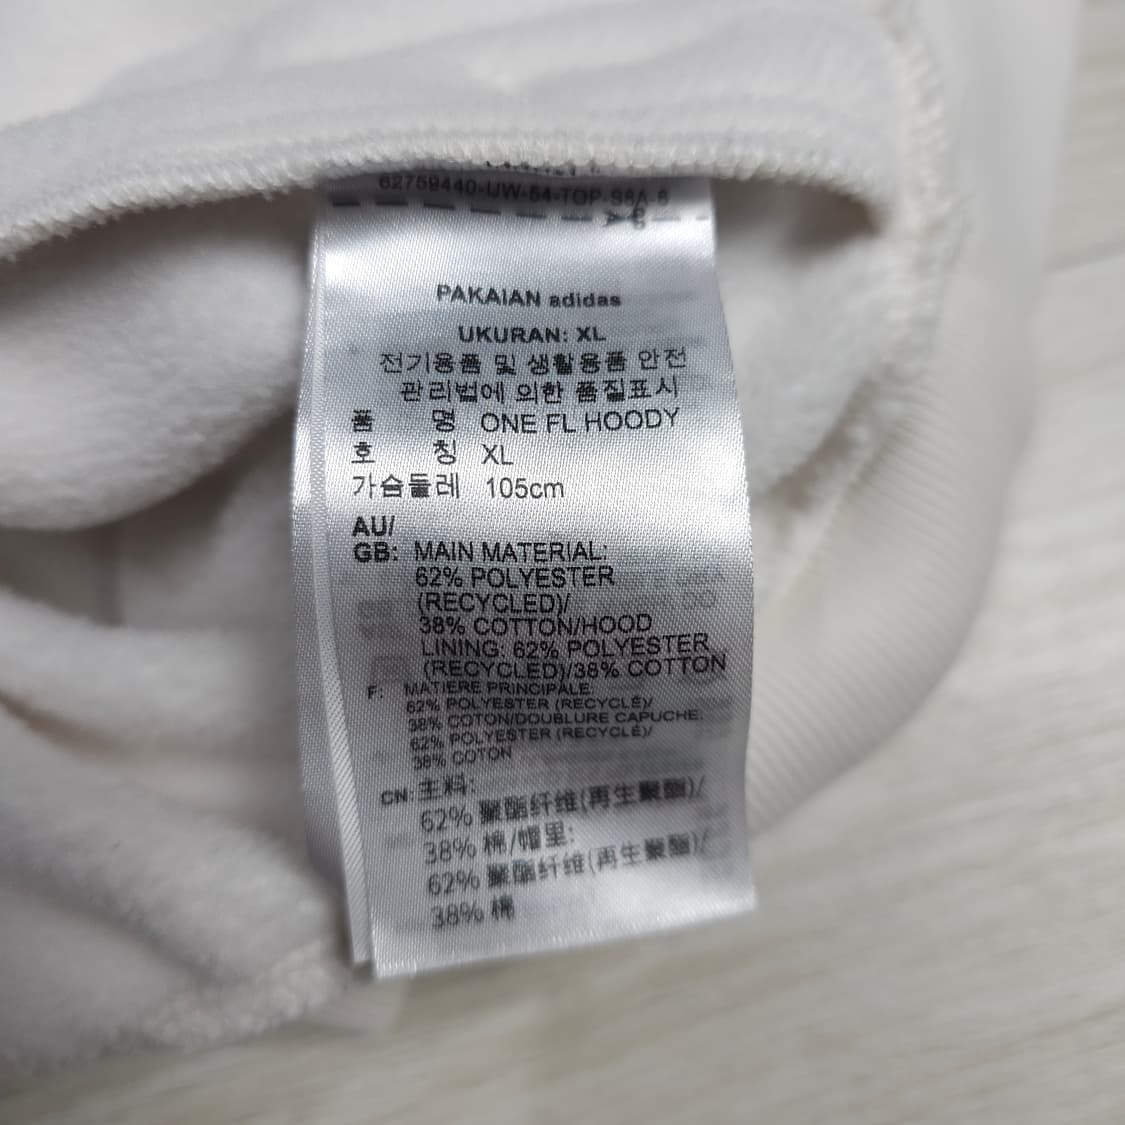 62759440-UW-54-TOP-S6A-8
PAKAIAN adidas
UKURAN: XL
전기용품 및 생활용품 안전
관리법에 의한 품질표시
품 명 ONE FL HOODY
호 칭 XL
가슴둘레 105cm
AU/
GB: MAIN MATERIAL:
62% POLYESTER
(RECYCLED)/
38% COTTON/HOOD
LINING: 62% POLYESTER
(RECYCLED)/38% COTTON
F: MATIERE PRINCIPALE:
62% POLYESTER (RECYCLÉ)/
38% COTON/DOUBLURE CAPUCHE:
62% POLYESTER (RECYCLÉ)/
38% COTON
CN: 主料:
62% 聚酯纤维(再生聚酯)/
38% 棉/帽里:
62% 聚酯纤维(再生聚酯)/
38% 棉